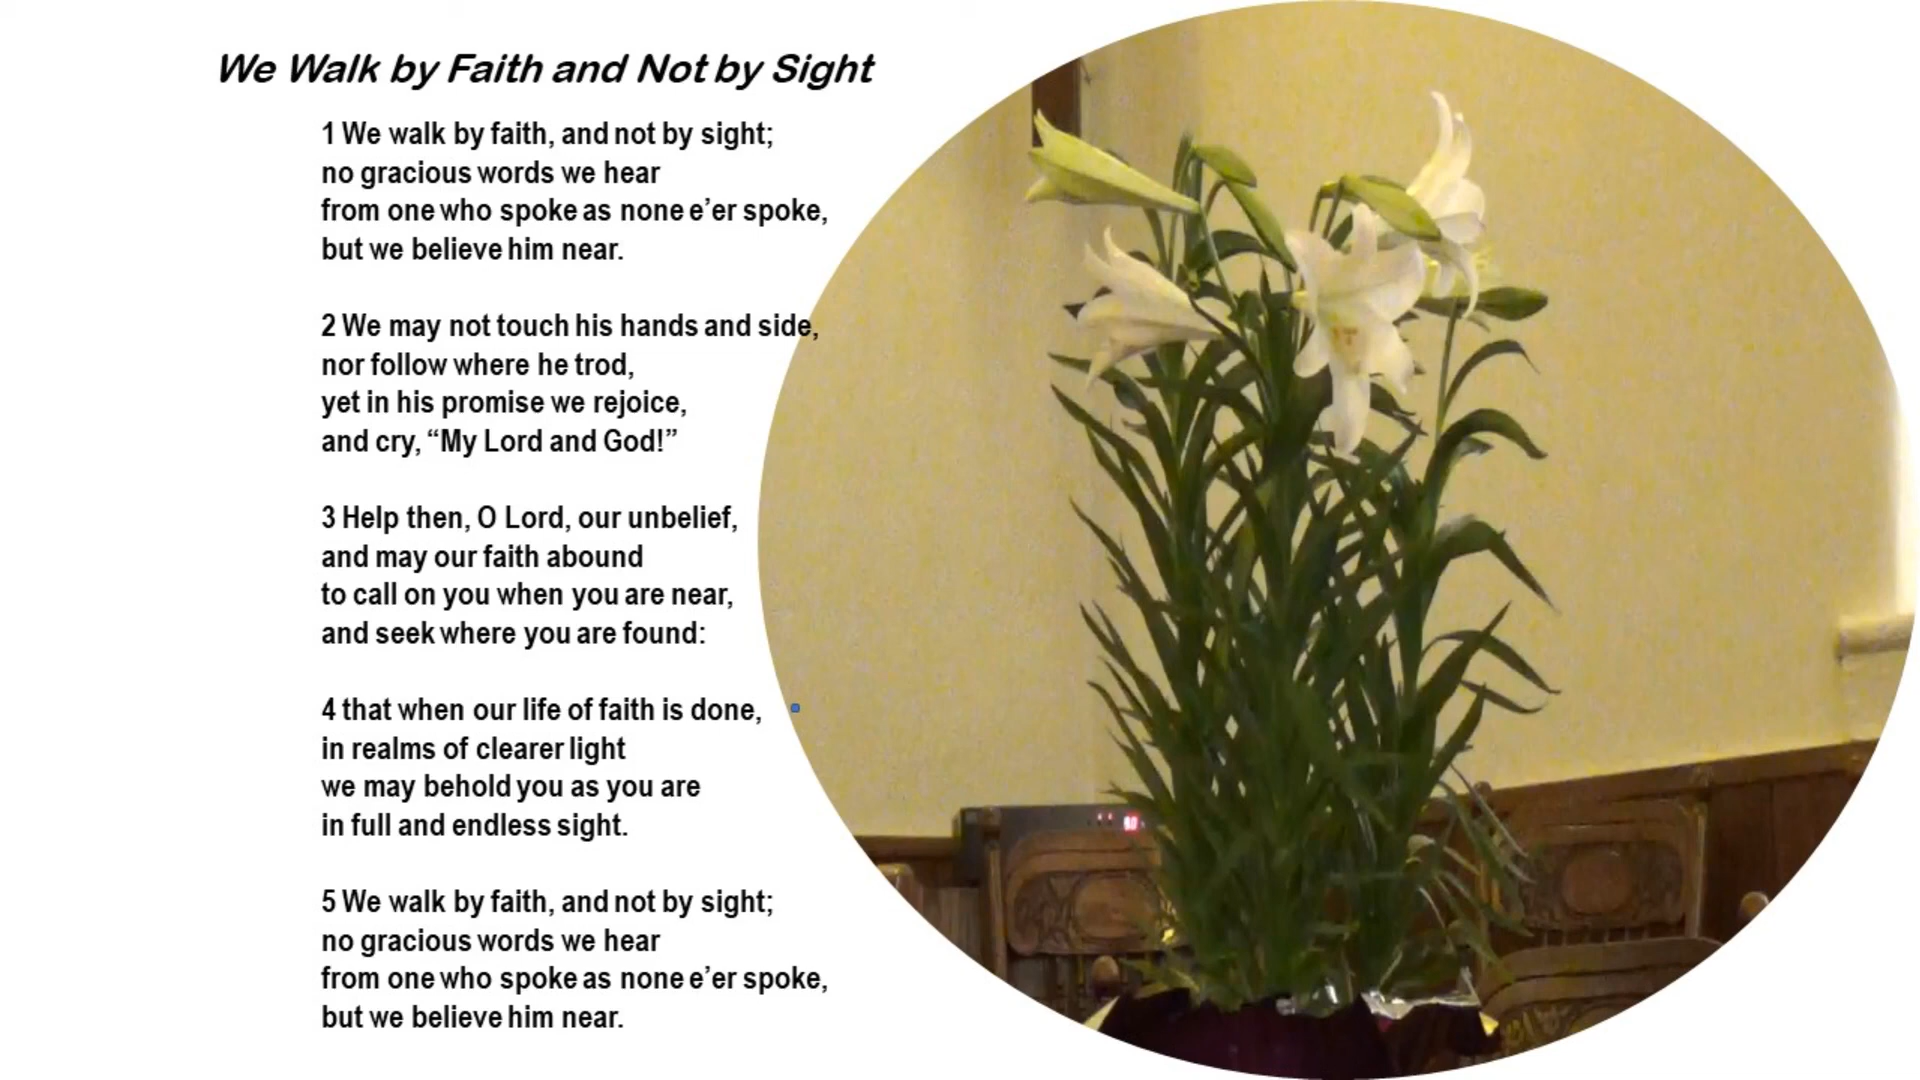 We Walk by Faith and Not by Sight
1 We walk by faith, and not by sight;
no gracious words we hear
from one who spoke as none e’er spoke,
but we believe him near.
2 We may not touch his hands and side,
nor follow where he trod,
yet in his promise we rejoice,
and cry, “My Lord and God!”
3 Help then, O Lord, our unbelief,
and may our faith abound
to call on you when you are near,
and seek where you are found:
4 that when our life of faith is done,
in realms of clearer light
we may behold you as you are
in full and endless sight.
5 We walk by faith, and not by sight;
no gracious words we hear
from one who spoke as none e’er spoke,
but we believe him near.